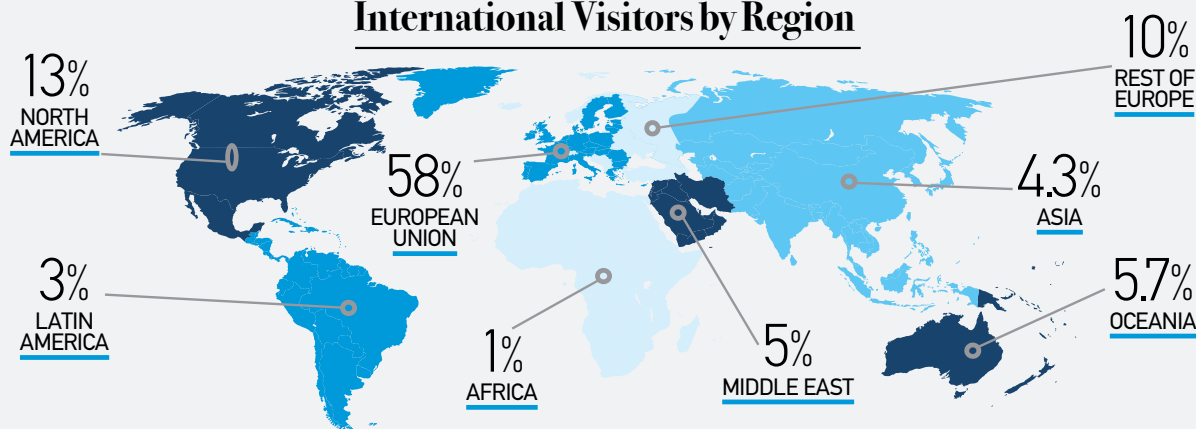 International Visitors by Region
13%
NORTH
AMERICA
58%
EUROPEAN
UNION
10%
REST OF
EUROPE
4.3%
ASIA
3%
LATIN
AMERICA
1%
AFRICA
5%
MIDDLE EAST
5.7%
OCEANIA